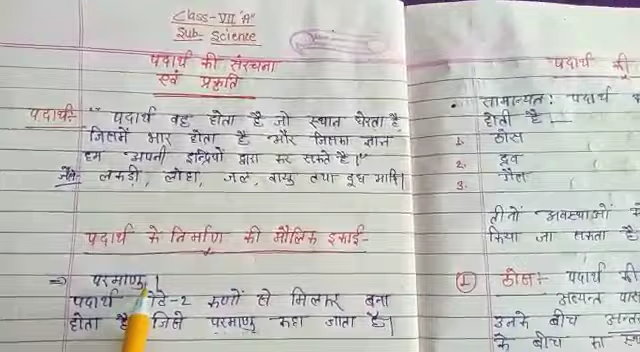 Class-VII "A"
Sub- Science
पदार्थ की संरचना
एवं प्रकृति
पदार्थ:- "पदार्थ वह होता है जो स्थान घेरता है,
जिसमें भार होता है और जिसका ज्ञान
हम अपनी इन्द्रियों द्वारा कर सकते है।"
जैसे लकड़ी, लोहा, जल, वायु तथा दूध आदि।
पदार्थ के निर्माण की मौलिक इकाई-
⇒ परमाणु।
पदार्थ छोटे-2 कणों से मिलकर बना
होता है जिसे परमाणु कहा जाता है।
पदार्थ की
• सामान्यत: पदार्थ
होती है —
1. ठोस
2. द्रव
3. गैस
तीनों अवस्थाओं
किया जा सकता है
① ठोस:- पदार्थ की
अत्यन्त पास
उनके बीच
के बीच का